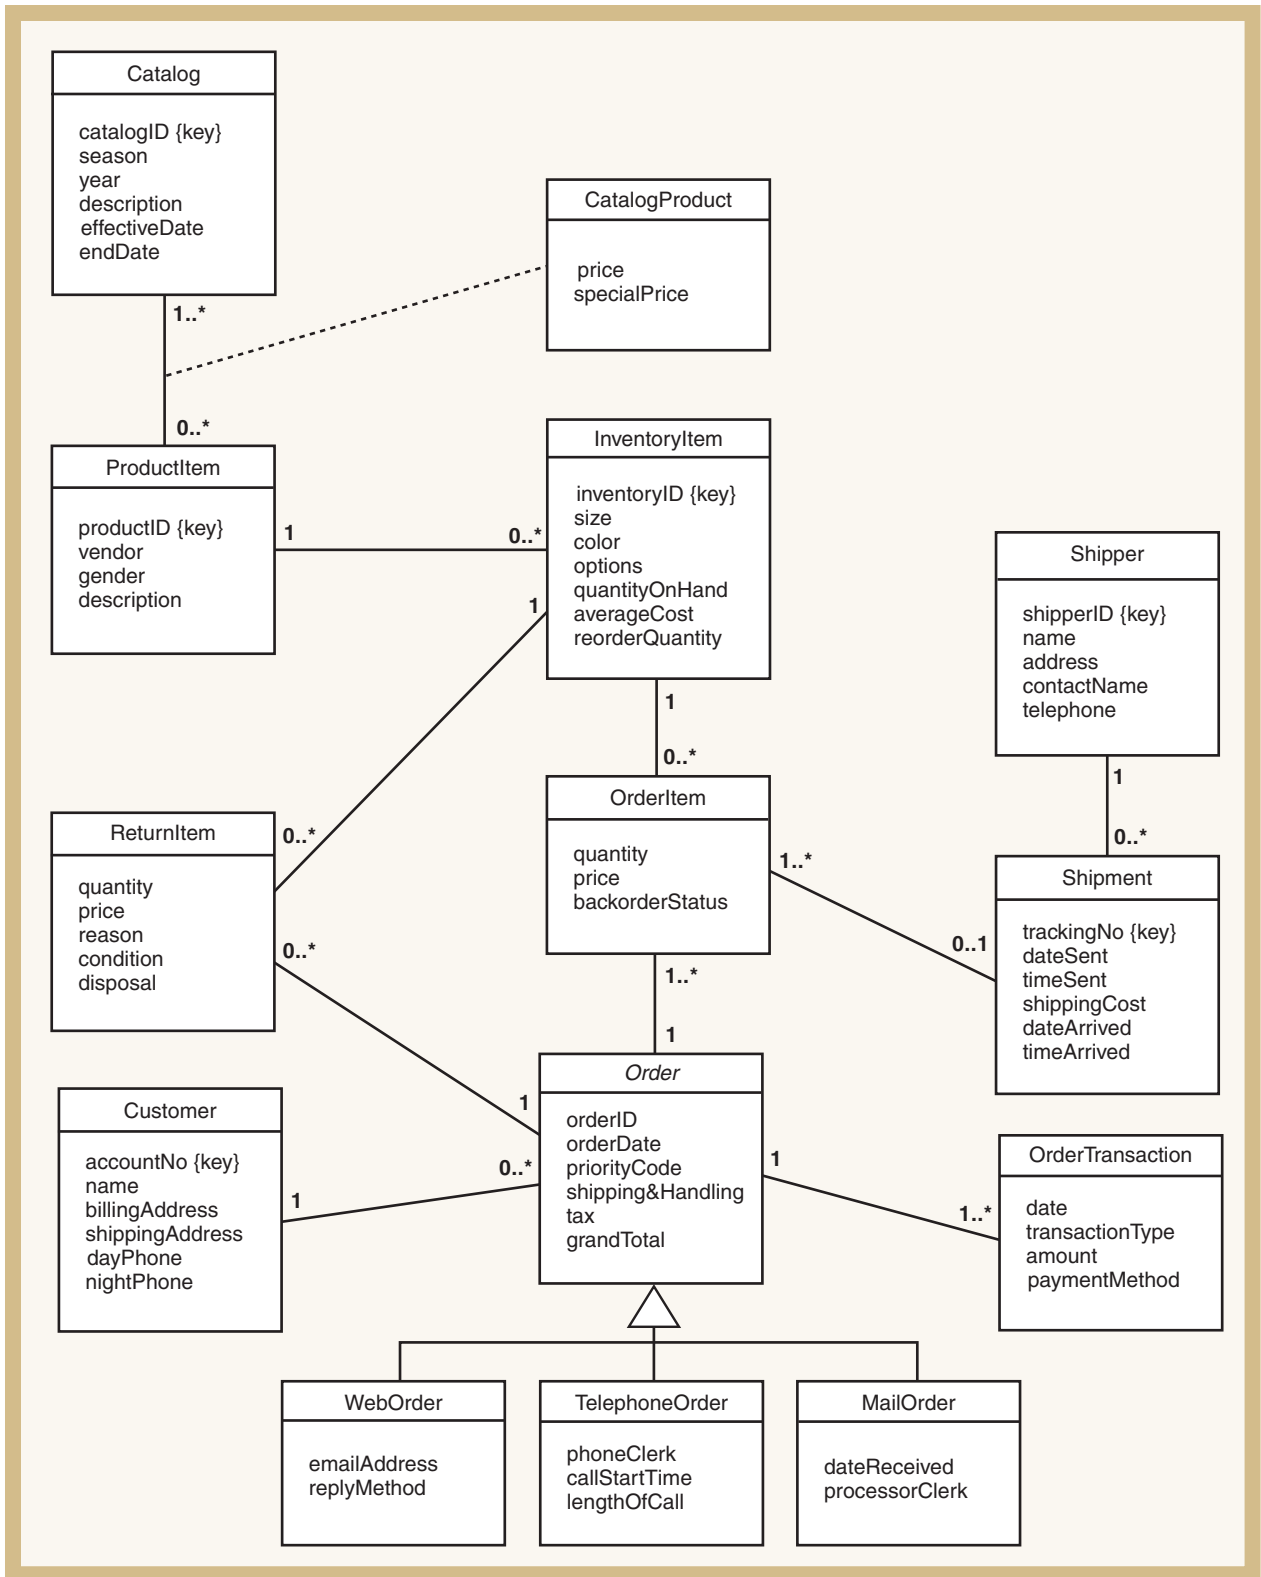 Catalog
catalogID {key}
season
year
description
effectiveDate
endDate
1..*
0..*
CatalogProduct
price
specialPrice
ProductItem
productID {key}
vendor
gender
description
1
0..*
InventoryItem
inventoryID {key}
size
color
options
quantityOnHand
averageCost
reorderQuantity
1
1
0..*
Shipper
shipperID {key}
name
address
contactName
telephone
1
0..*
ReturnItem
quantity
price
reason
condition
disposal
0..*
0..*
OrderItem
quantity
price
backorderStatus
1..*
0..1
1..*
1
Shipment
trackingNo {key}
dateSent
timeSent
shippingCost
dateArrived
timeArrived
Customer
accountNo {key}
name
billingAddress
shippingAddress
dayPhone
nightPhone
1
1
0..*
Order
orderID
orderDate
priorityCode
shipping&Handling
tax
grandTotal
1
1..*
OrderTransaction
date
transactionType
amount
paymentMethod
WebOrder
emailAddress
replyMethod
TelephoneOrder
phoneClerk
callStartTime
lengthOfCall
MailOrder
dateReceived
processorClerk